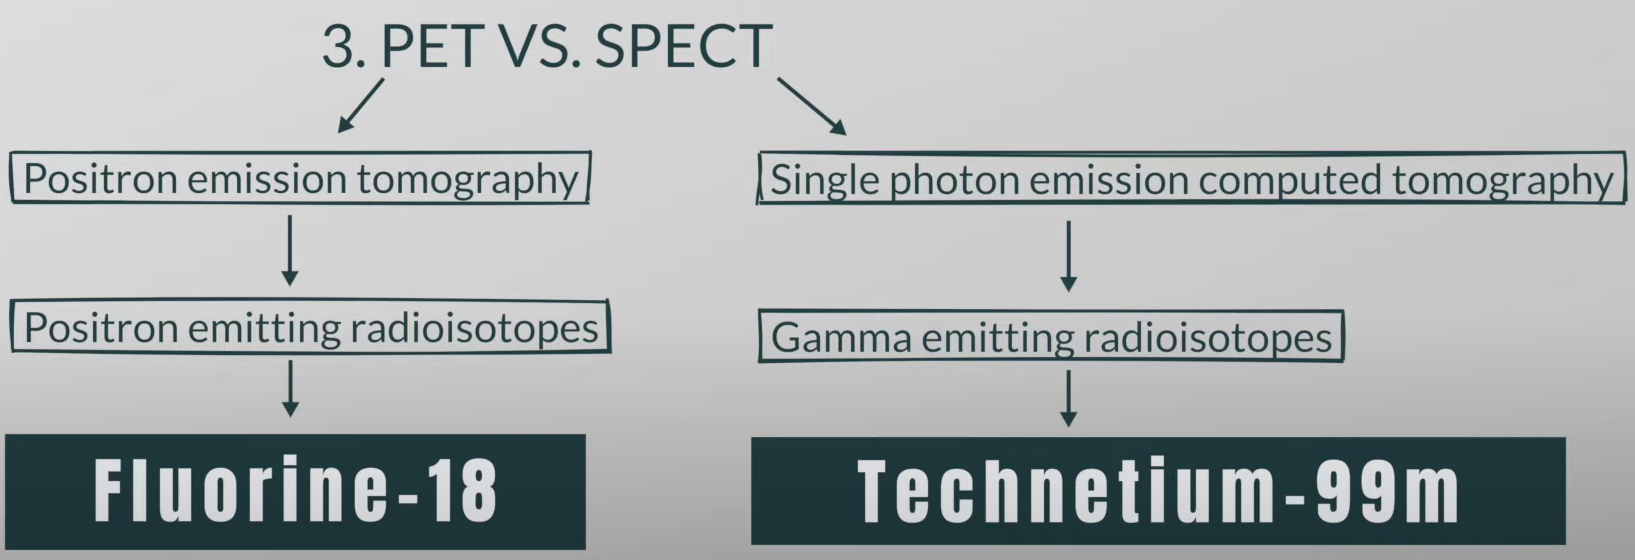 3. PET VS. SPECT
Positron emission tomography
Single photon emission computed tomography
Positron emitting radioisotopes
Gamma emitting radioisotopes
Fluorine-18
Technetium-99m